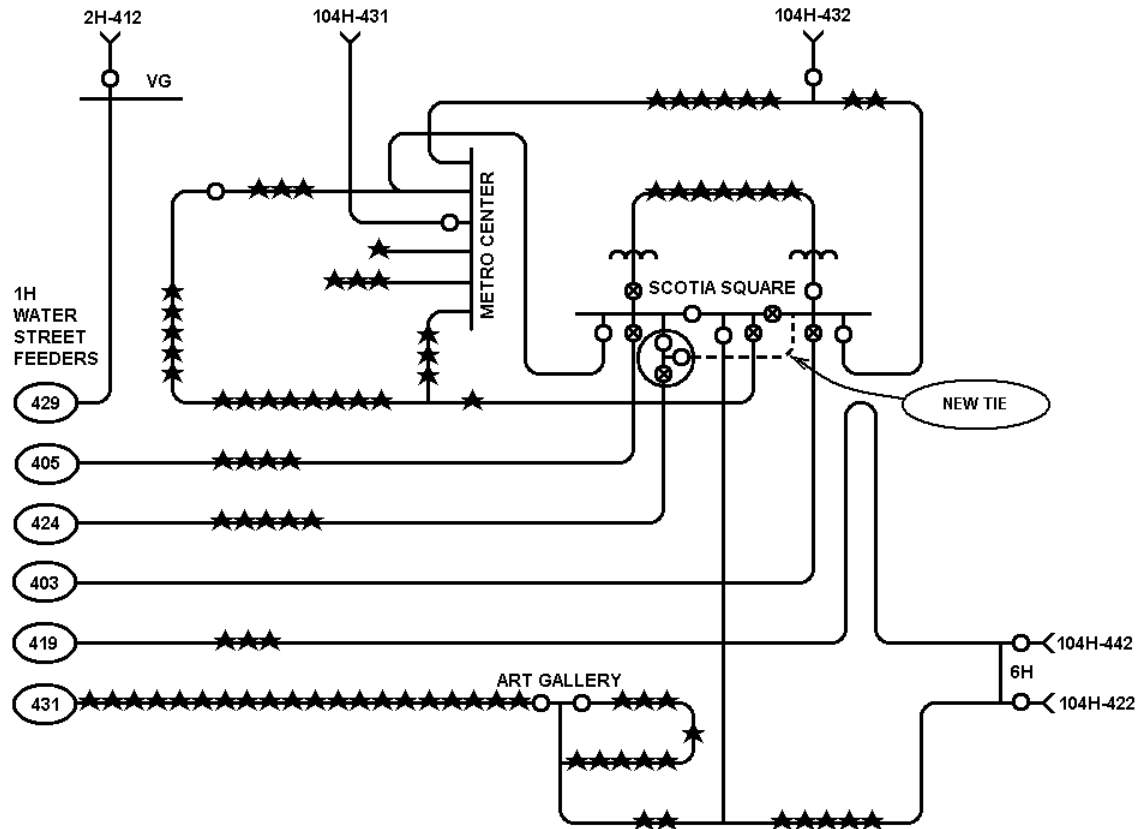 2H-412
104H-431
104H-432
VG
METRO CENTER
SCOTIA SQUARE
1H
WATER
STREET
FEEDERS
429
NEW TIE
405
424
403
419
104H-442
6H
ART GALLERY
431
104H-422